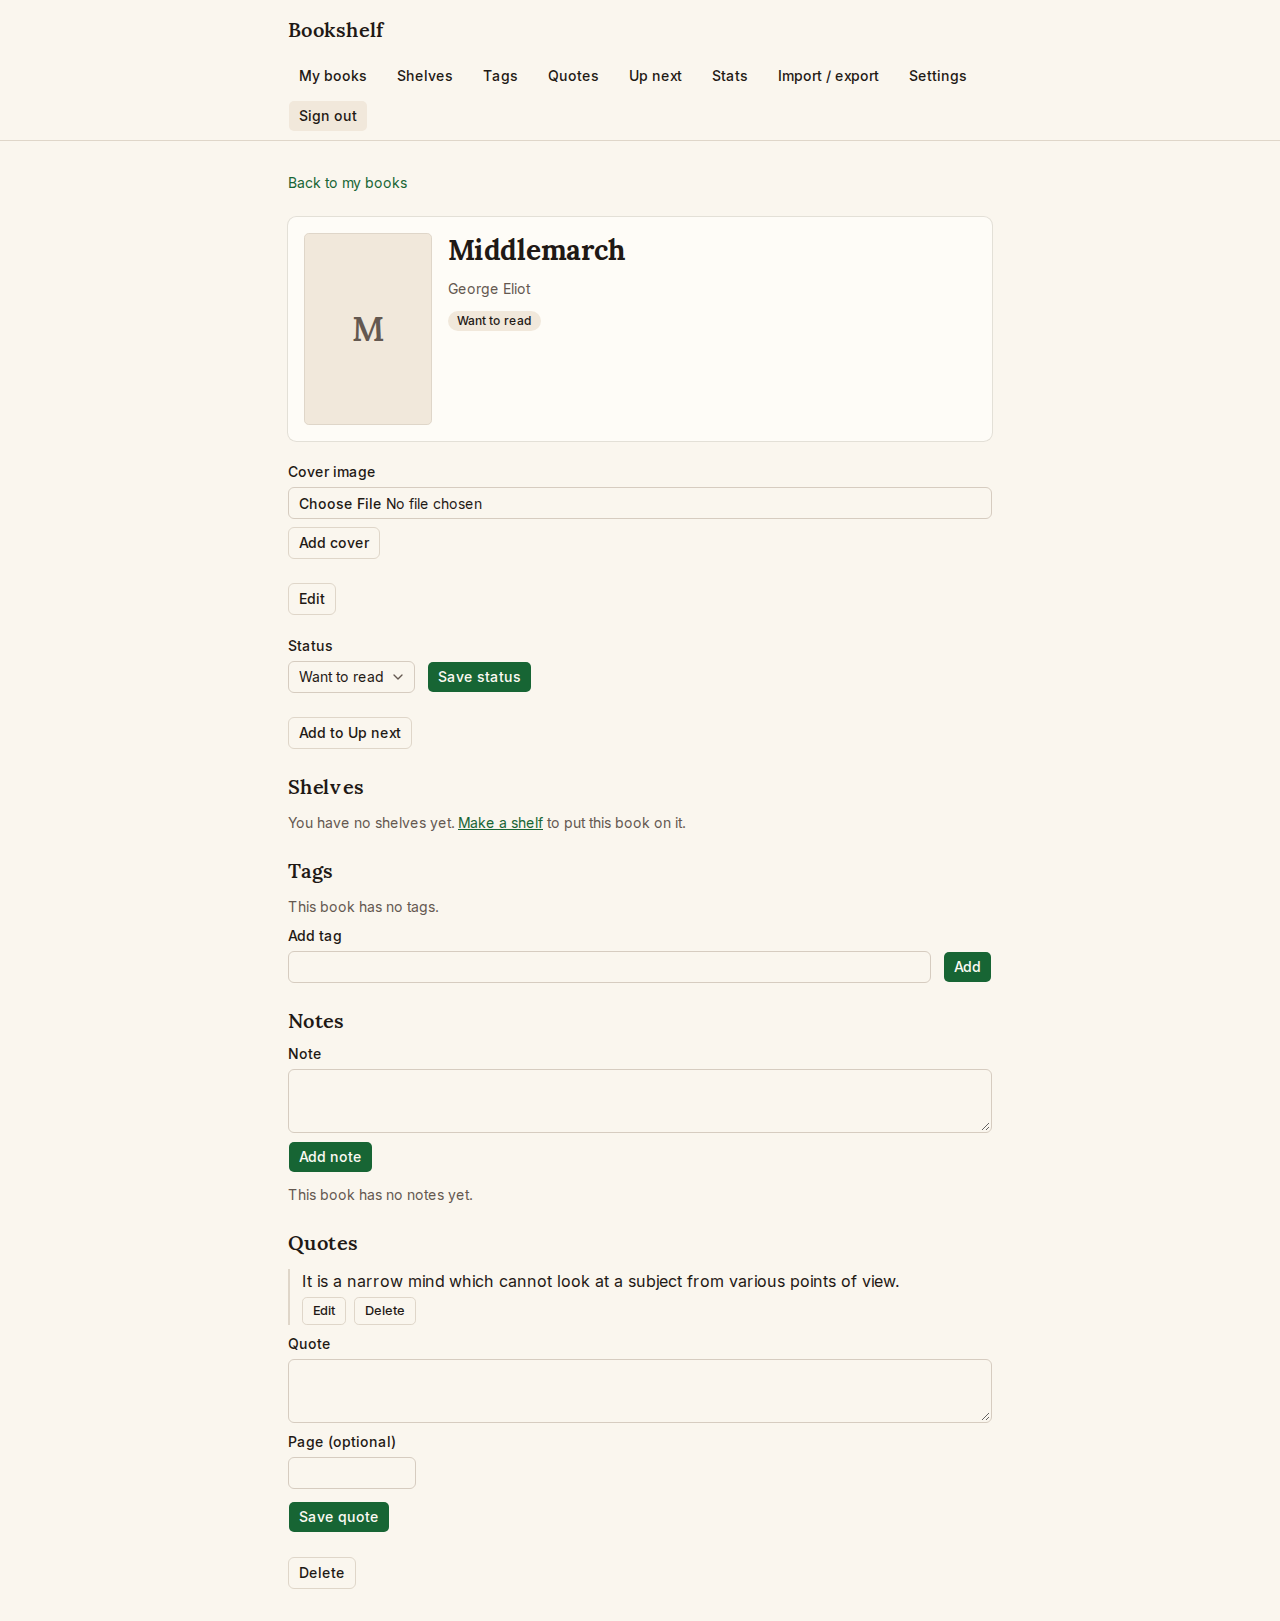 Bookshelf
My books Shelves Tags Quotes Up next Stats Import / export Settings
Sign out
Back to my books
M
Middlemarch
George Eliot
Want to read
Cover image
Choose File No file chosen
Add cover
Edit
Status
Want to read Save status
Add to Up next
Shelves
You have no shelves yet. Make a shelf to put this book on it.
Tags
This book has no tags.
Add tag
Add
Notes
Note
Add note
This book has no notes yet.
Quotes
It is a narrow mind which cannot look at a subject from various points of view.
Edit Delete
Quote
Page (optional)
Save quote
Delete